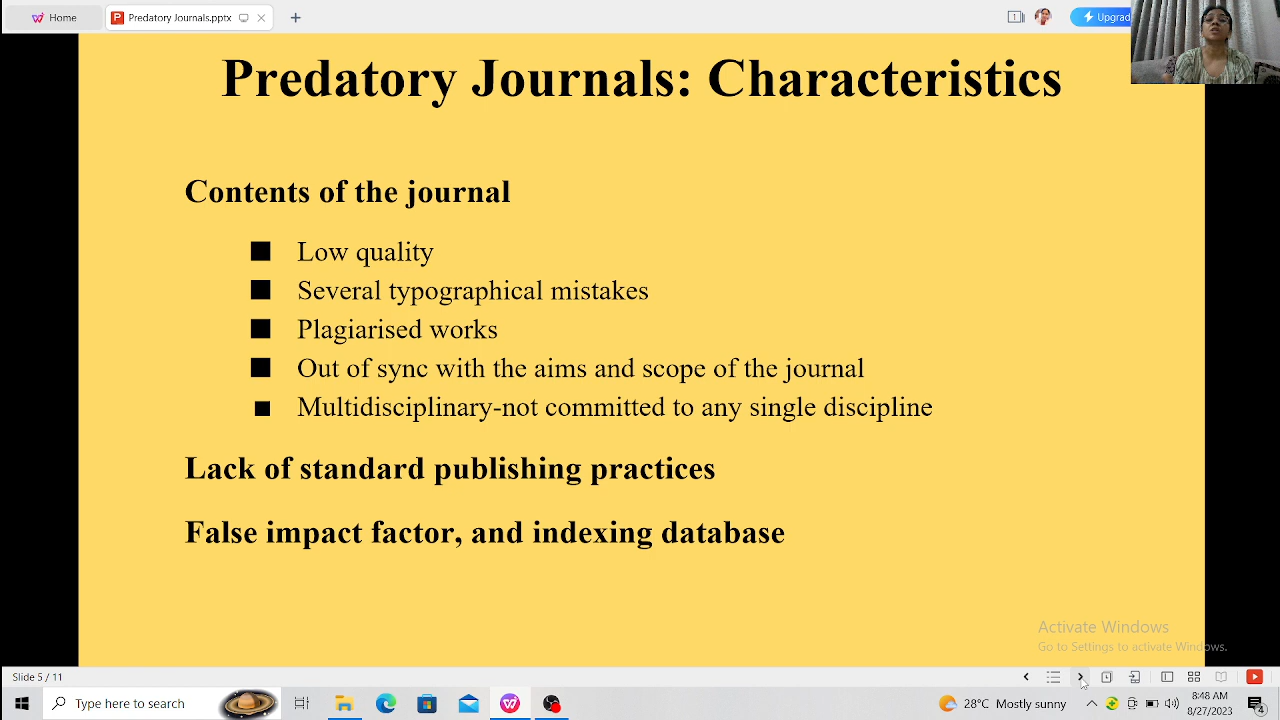 Home
Predatory Journals.pptx
Upgrad
Predatory Journals: Characteristics
Contents of the journal
Low quality
Several typographical mistakes
Plagiarised works
Out of sync with the aims and scope of the journal
Multidisciplinary-not committed to any single discipline
Lack of standard publishing practices
False impact factor, and indexing database
Activate Windows
Go to Settings to activate Windows.
Slide 5 / 11
Type here to search
28°C Mostly sunny
8:48 AM
8/27/2023
4